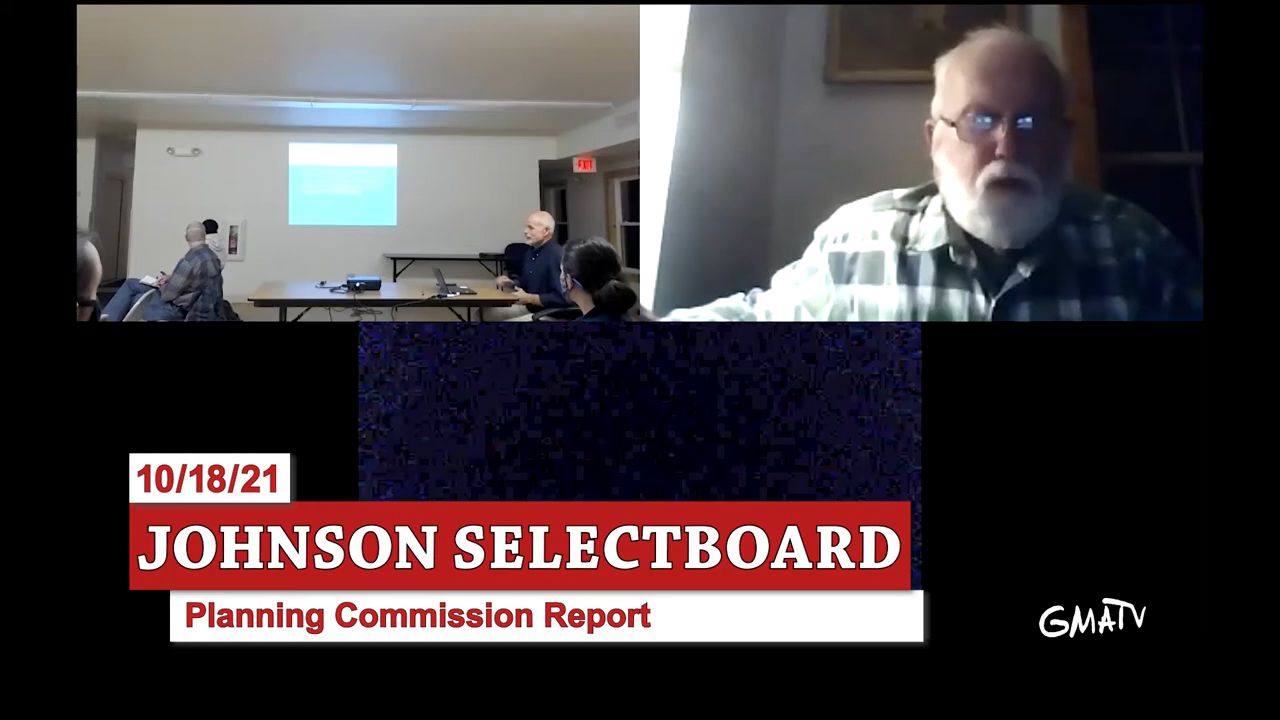 EXIT
10/18/21
JOHNSON SELECTBOARD
Planning Commission Report
GMATV